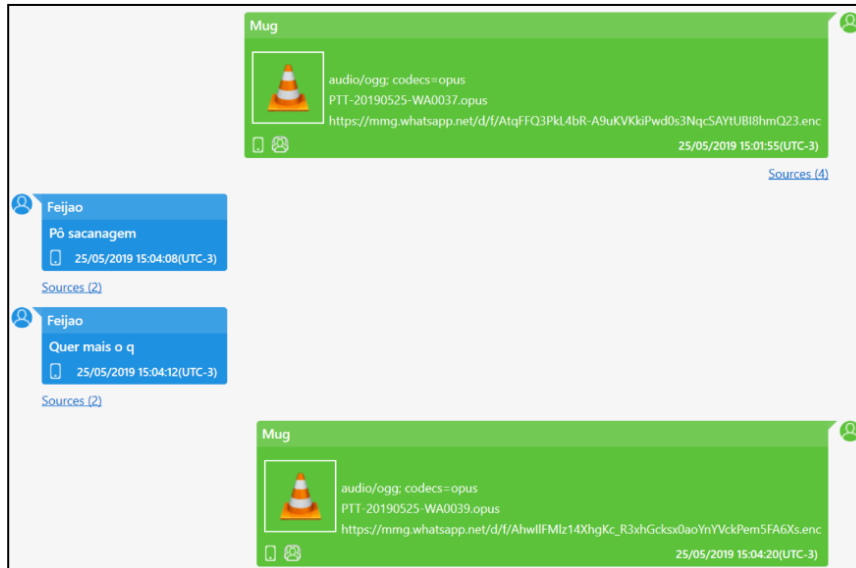 Mug
audio/ogg; codecs=opus
PTT-20190525-WA0037.opus
https://mmg.whatsapp.net/d/f/AtqFFQ3PkL4bR-A9uKVKkiPwd0s3NqcSAYtUBI8hmQ23.enc
25/05/2019 15:01:55(UTC-3)
Sources (4)
Feijao
Pô sacanagem
25/05/2019 15:04:08(UTC-3)
Sources (2)
Feijao
Quer mais o q
25/05/2019 15:04:12(UTC-3)
Sources (2)
Mug
audio/ogg; codecs=opus
PTT-20190525-WA0039.opus
https://mmg.whatsapp.net/d/f/AhwIlFMlz14XhgKc_R3xhGcksx0aoYnYVckPem5FA6Xs.enc
25/05/2019 15:04:20(UTC-3)